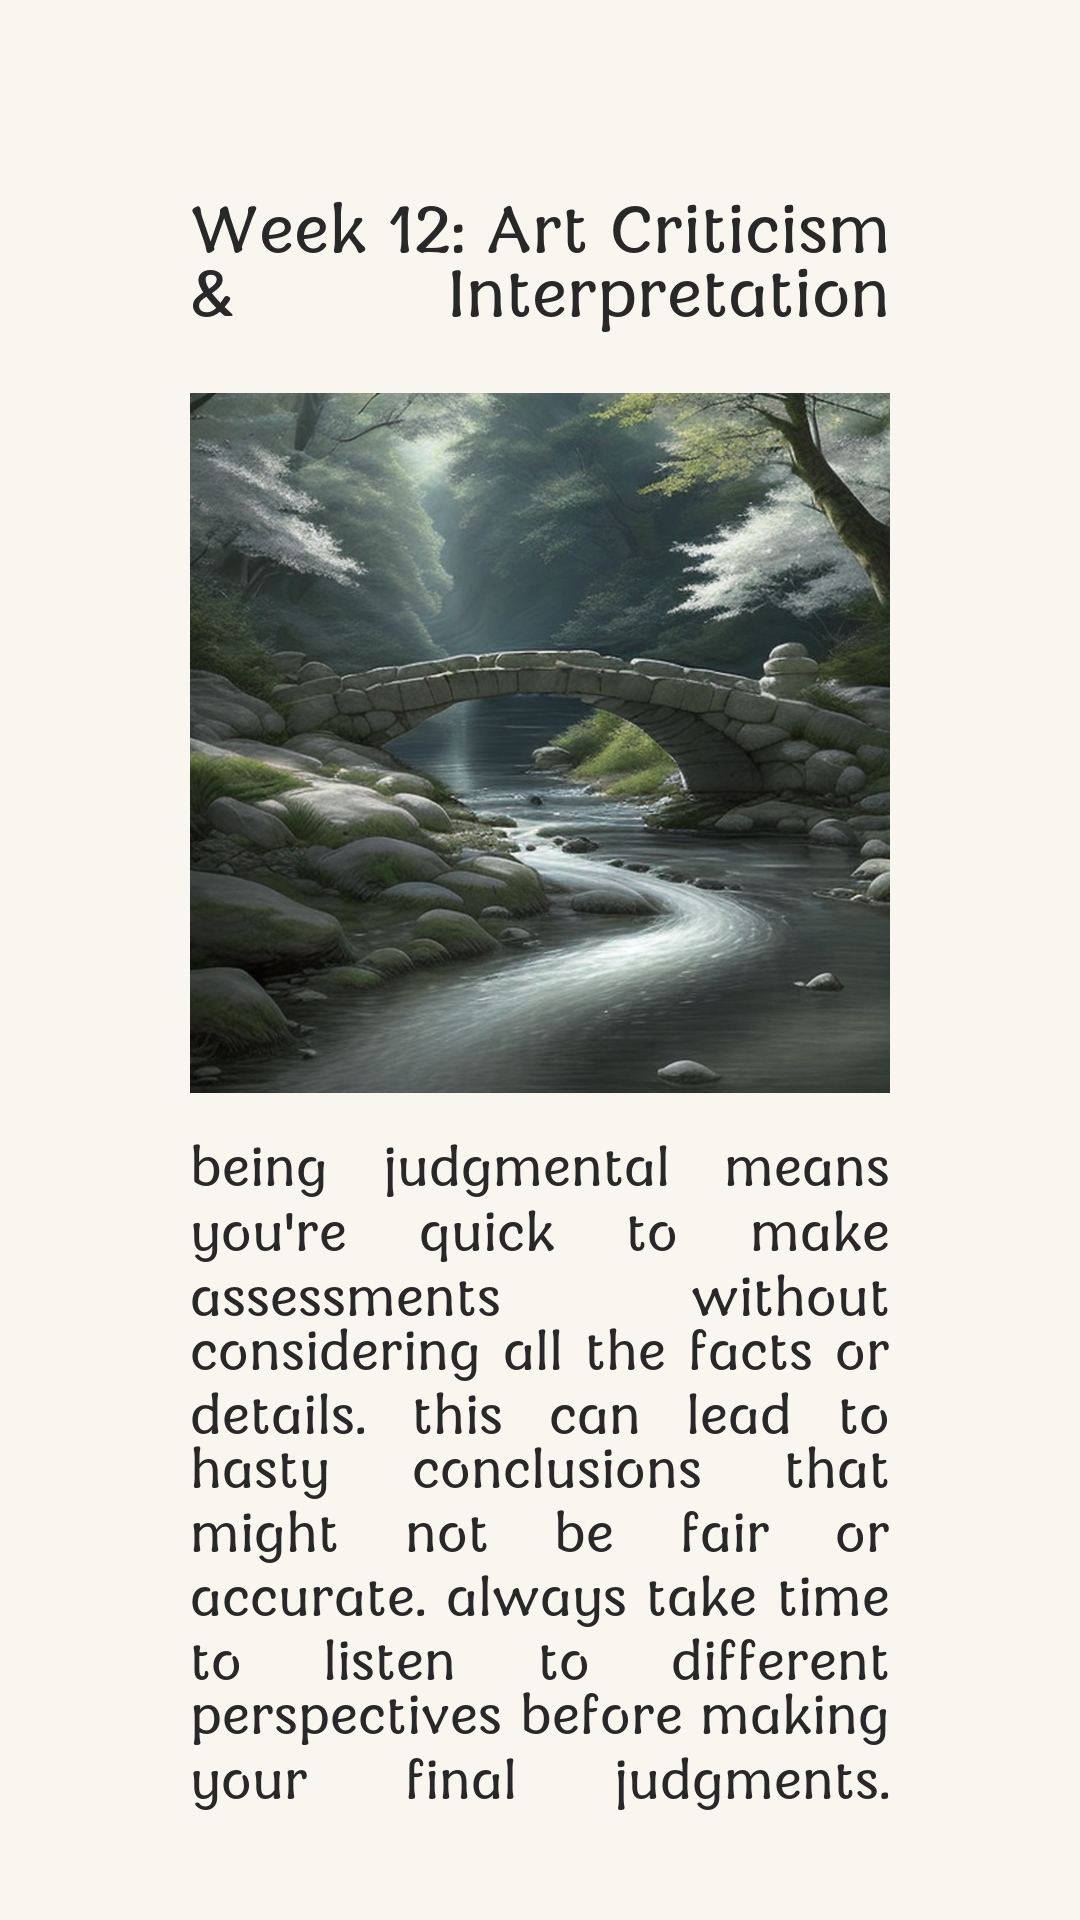 Week 12: Art Criticism
& Interpretation
being judgmental means
you're quick to make
assessments without
considering all the facts or
details. this can lead to
hasty conclusions that
might not be fair or
accurate. always take time
to listen to different
perspectives before making
your final judgments.